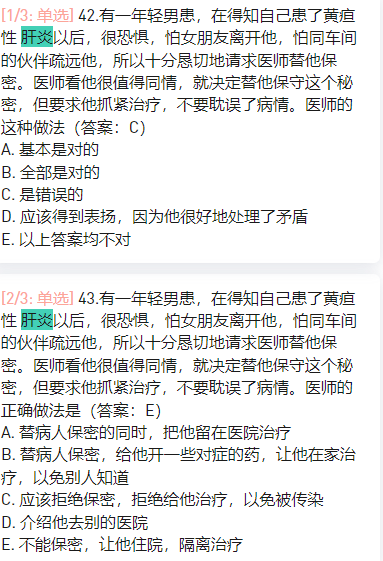 [1/3: 单选] 42.有一年轻男患，在得知自己患了黄疸
性 肝炎以后，很恐惧，怕女朋友离开他，怕同车间
的伙伴疏远他，所以十分恳切地请求医师替他保
密。医师看他很值得同情，就决定替他保守这个秘
密，但要求他抓紧治疗，不要耽误了病情。医师的
这种做法（答案：C）
A. 基本是对的
B. 全部是对的
C. 是错误的
D. 应该得到表扬，因为他很好地处理了矛盾
E. 以上答案均不对
[2/3: 单选] 43.有一年轻男患，在得知自己患了黄疸
性 肝炎以后，很恐惧，怕女朋友离开他，怕同车间
的伙伴疏远他，所以十分恳切地请求医师替他保
密。医师看他很值得同情，就决定替他保守这个秘
密，但要求他抓紧治疗，不要耽误了病情。医师的
正确做法是（答案：E）
A. 替病人保密的同时，把他留在医院治疗
B. 替病人保密，给他开一些对症的药，让他在家治
疗，以免别人知道
C. 应该拒绝保密，拒绝给他治疗，以免被传染
D. 介绍他去别的医院
E. 不能保密，让他住院，隔离治疗